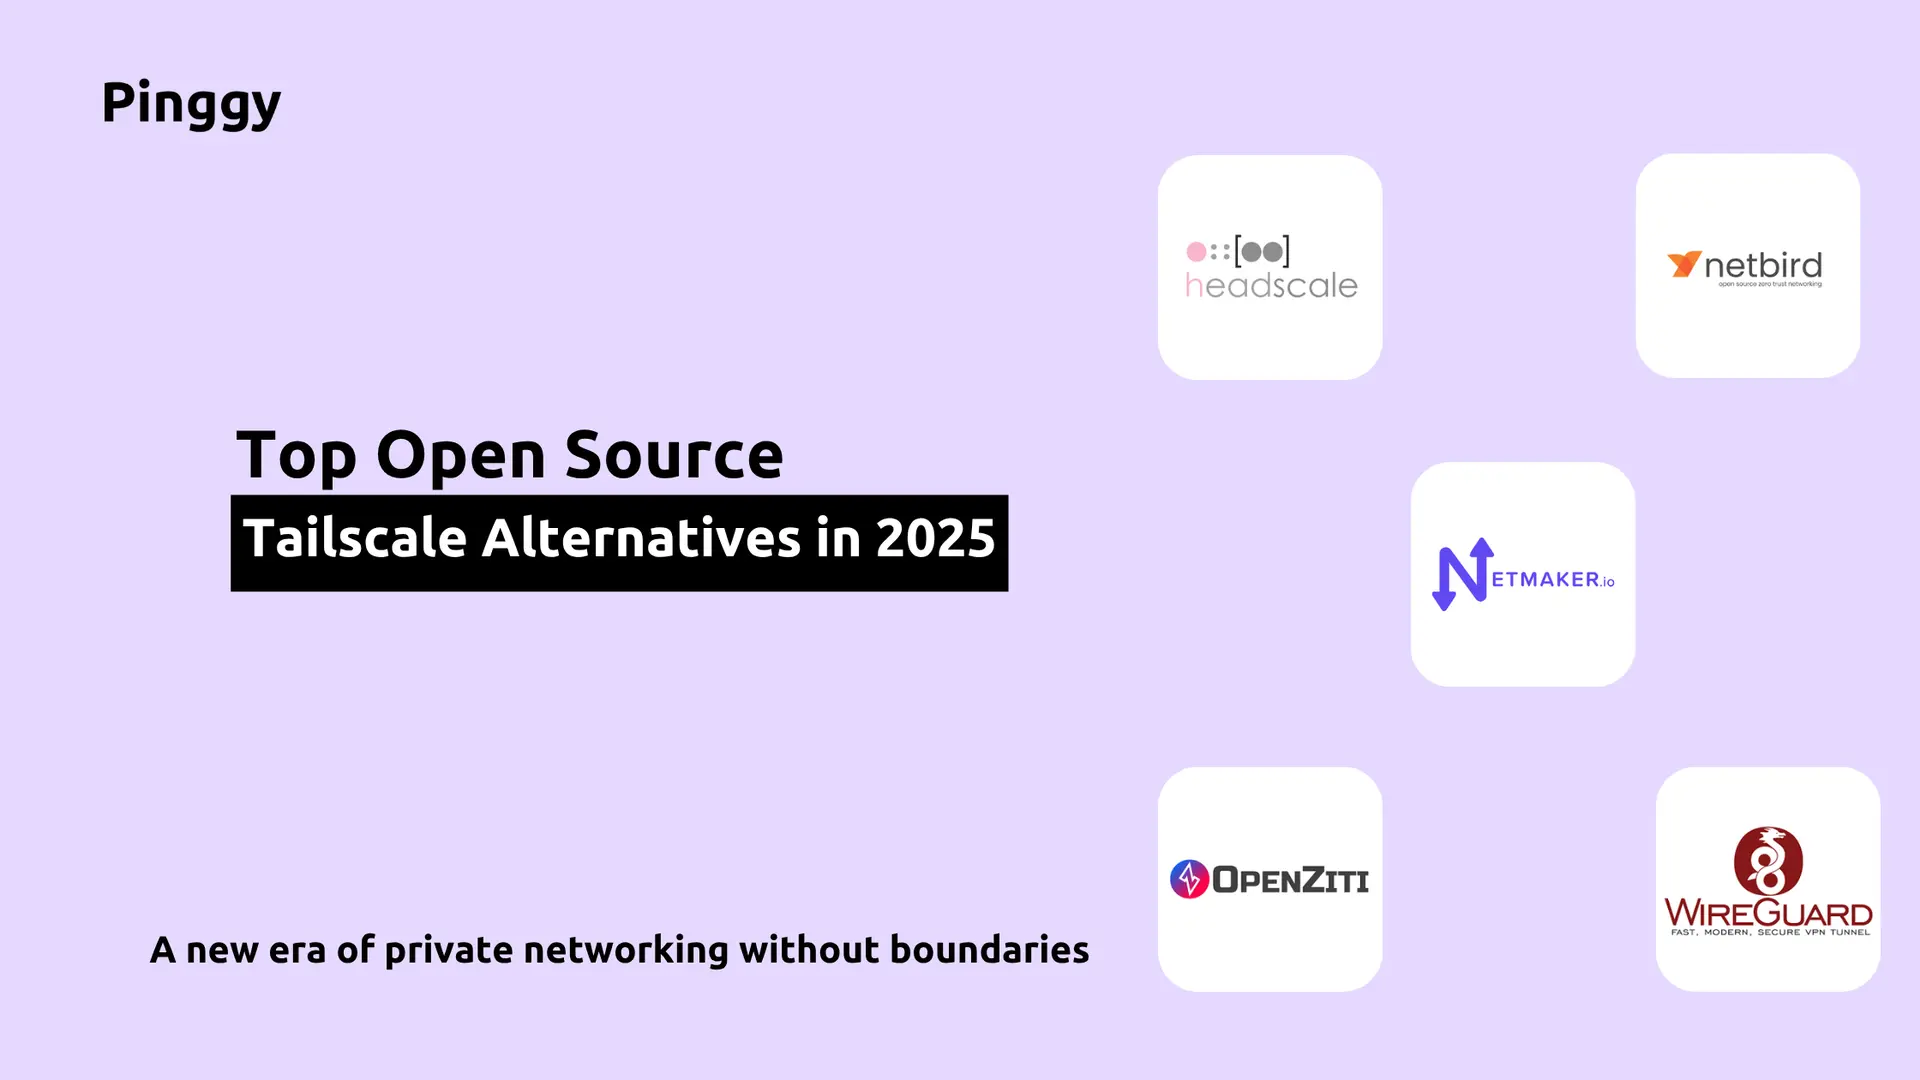 Pinggy
headscale
netbird
open source zero trust networking
Top Open Source
Tailscale Alternatives in 2025
NETMAKER.io
OPENZITI
WIREGUARD
FAST, MODERN, SECURE VPN TUNNEL
A new era of private networking without boundaries